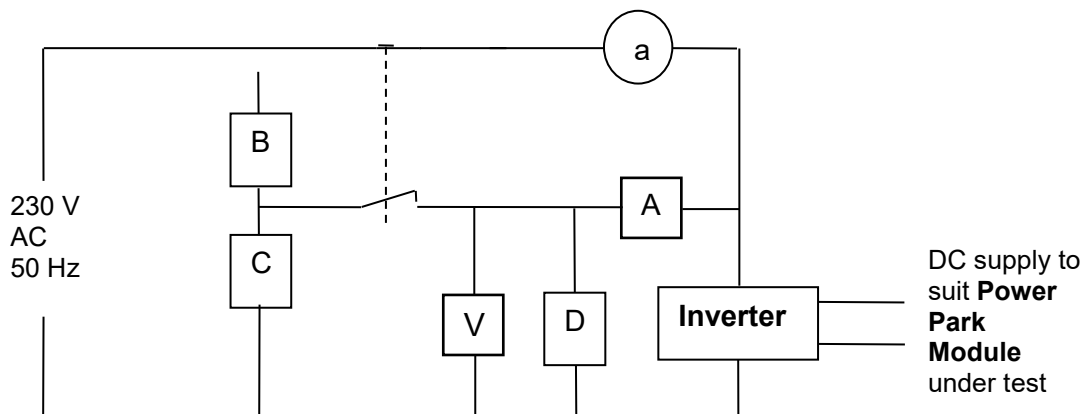 a
B
230 V
AC
50 Hz
A
C
V
D
Inverter
DC supply to
suit Power
Park
Module
under test